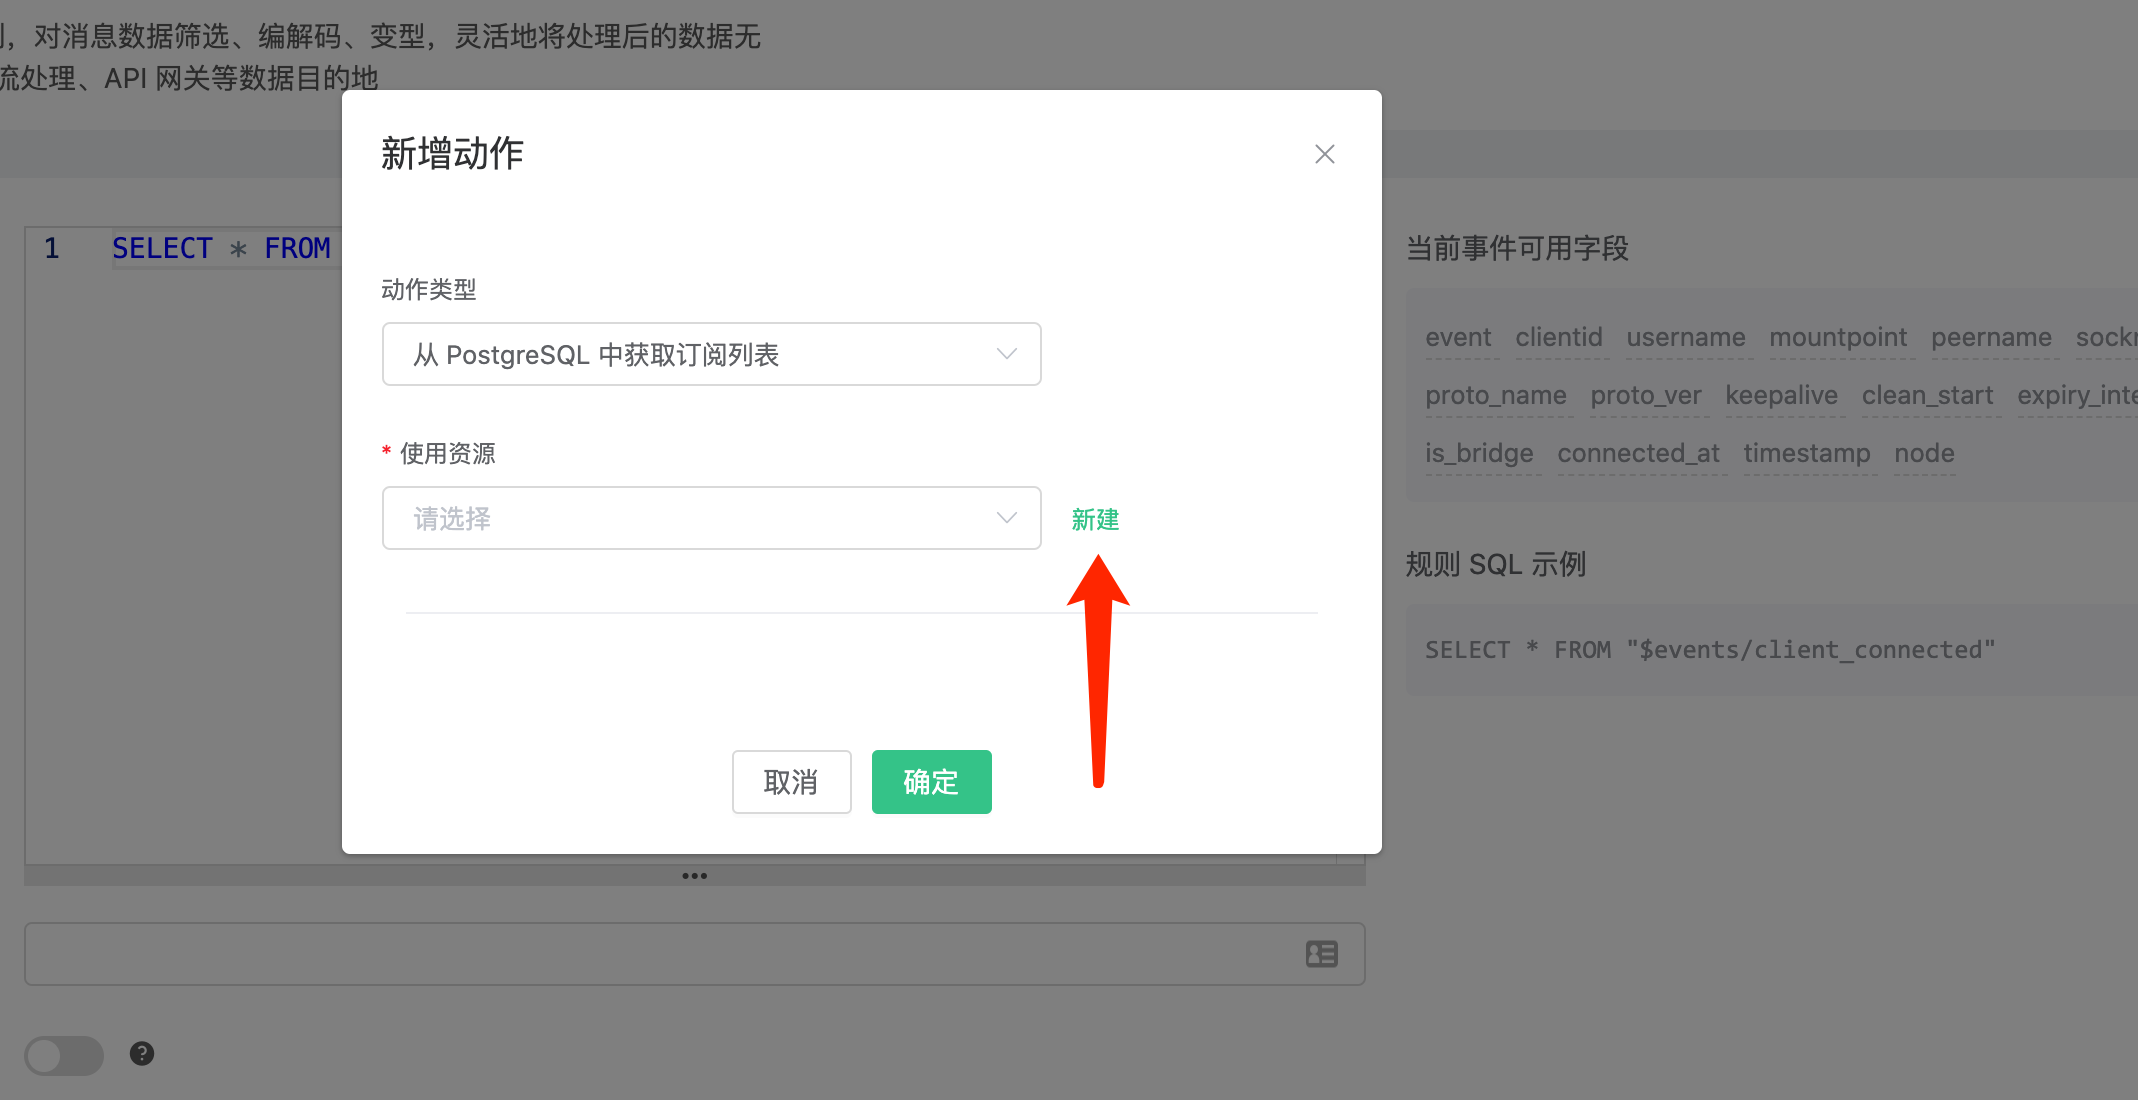 ，对消息数据筛选、编解码、变型，灵活地将处理后的数据无
流处理、API 网关等数据目的地
新增动作
1 SELECT * FROM
动作类型
从 PostgreSQL 中获取订阅列表
* 使用资源
请选择
新建
取消
确定
当前事件可用字段
event clientid username mountpoint peername sockn
proto_name proto_ver keepalive clean_start expiry_inte
is_bridge connected_at timestamp node
规则 SQL 示例
SELECT * FROM "$events/client_connected"